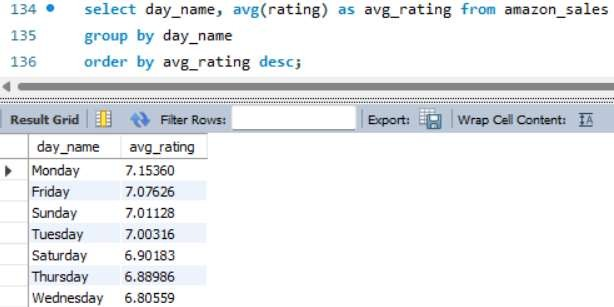 134 select day_name, avg(rating) as avg_rating from amazon_sales
135 group by day_name
136 order by avg_rating desc;
Result Grid Filter Rows: Export: Wrap Cell Content:
day_name avg_rating
Monday 7.15360
Friday 7.07626
Sunday 7.01128
Tuesday 7.00316
Saturday 6.90183
Thursday 6.88986
Wednesday 6.80559